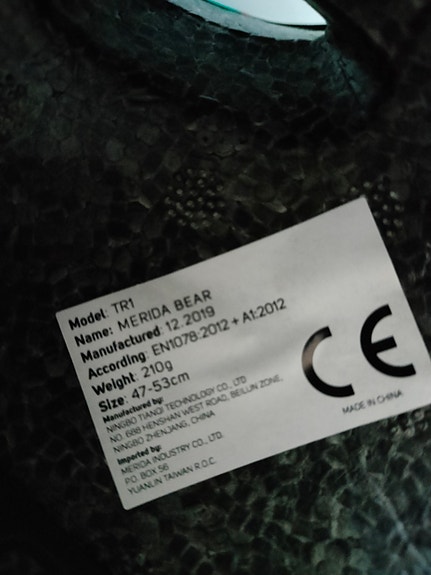 Model: TR1
Name: MERIDA BEAR
Manufactured: 12.2019
According: EN1078:2012 + A1:2012
Weight: 210g
Size: 47-53cm
Manufactured by:
NINGBO TIANQI TECHNOLOGY CO., LTD
NO. 688 HENSHAN WEST ROAD, BEILUN ZONE,
NINGBO ZHENJIANG, CHINA
Imported by:
MERIDA INDUSTRY CO., LTD.
P.O. BOX 56
YUANLIN TAIWAN R.O.C.
CE
MADE IN CHINA